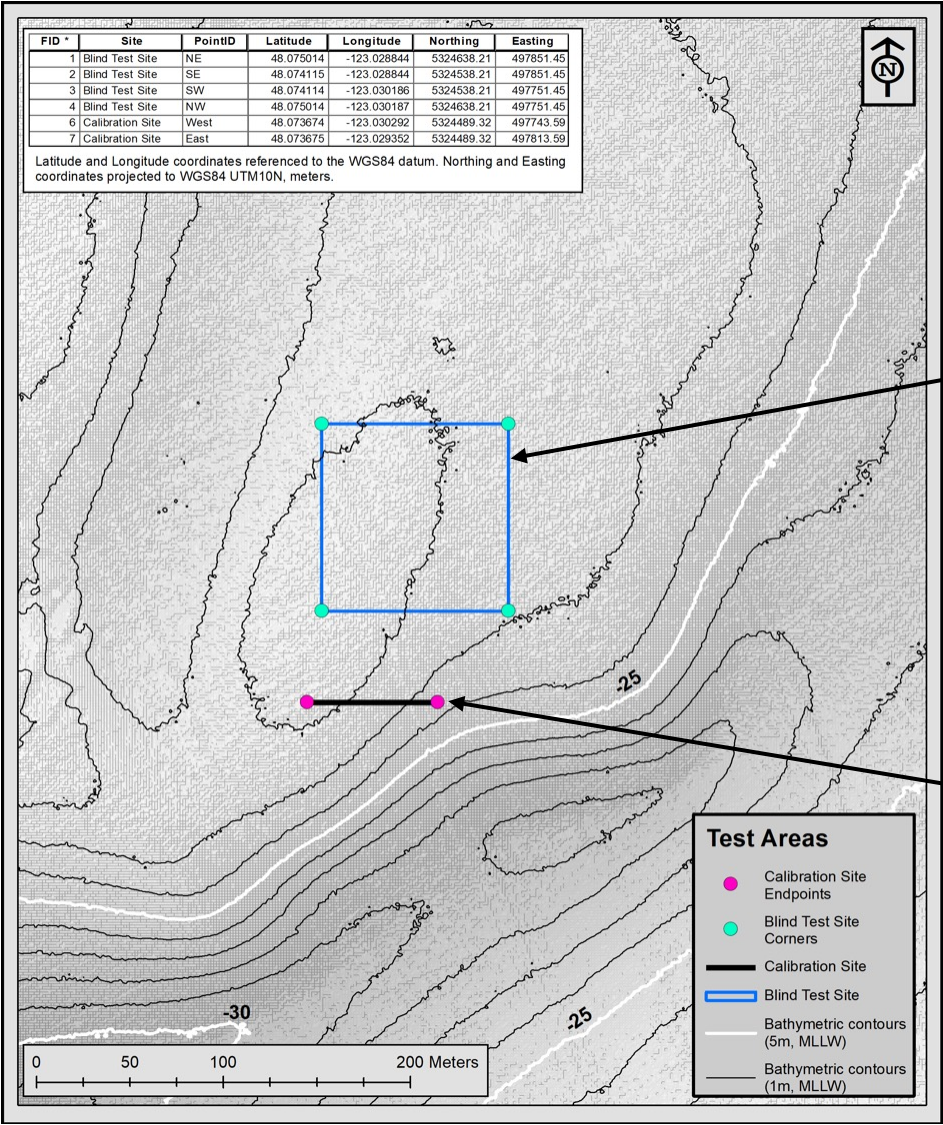 FID * Site PointID Latitude Longitude Northing Easting
1 Blind Test Site NE 48.075014 -123.028844 5324638.21 497851.45
2 Blind Test Site SE 48.074115 -123.028844 5324538.21 497851.45
3 Blind Test Site SW 48.074114 -123.030186 5324538.21 497751.45
4 Blind Test Site NW 48.075014 -123.030187 5324638.21 497751.45
6 Calibration Site West 48.073674 -123.030292 5324489.32 497743.59
7 Calibration Site East 48.073675 -123.029352 5324489.32 497813.59
Latitude and Longitude coordinates referenced to the WGS84 datum. Northing and Easting
coordinates projected to WGS84 UTM10N, meters.
N
-25
Test Areas
Calibration Site
Endpoints
Blind Test Site
Corners
Calibration Site
Blind Test Site
Bathymetric contours
(5m, MLLW)
Bathymetric contours
(1m, MLLW)
-30
-25
0 50 100 200 Meters